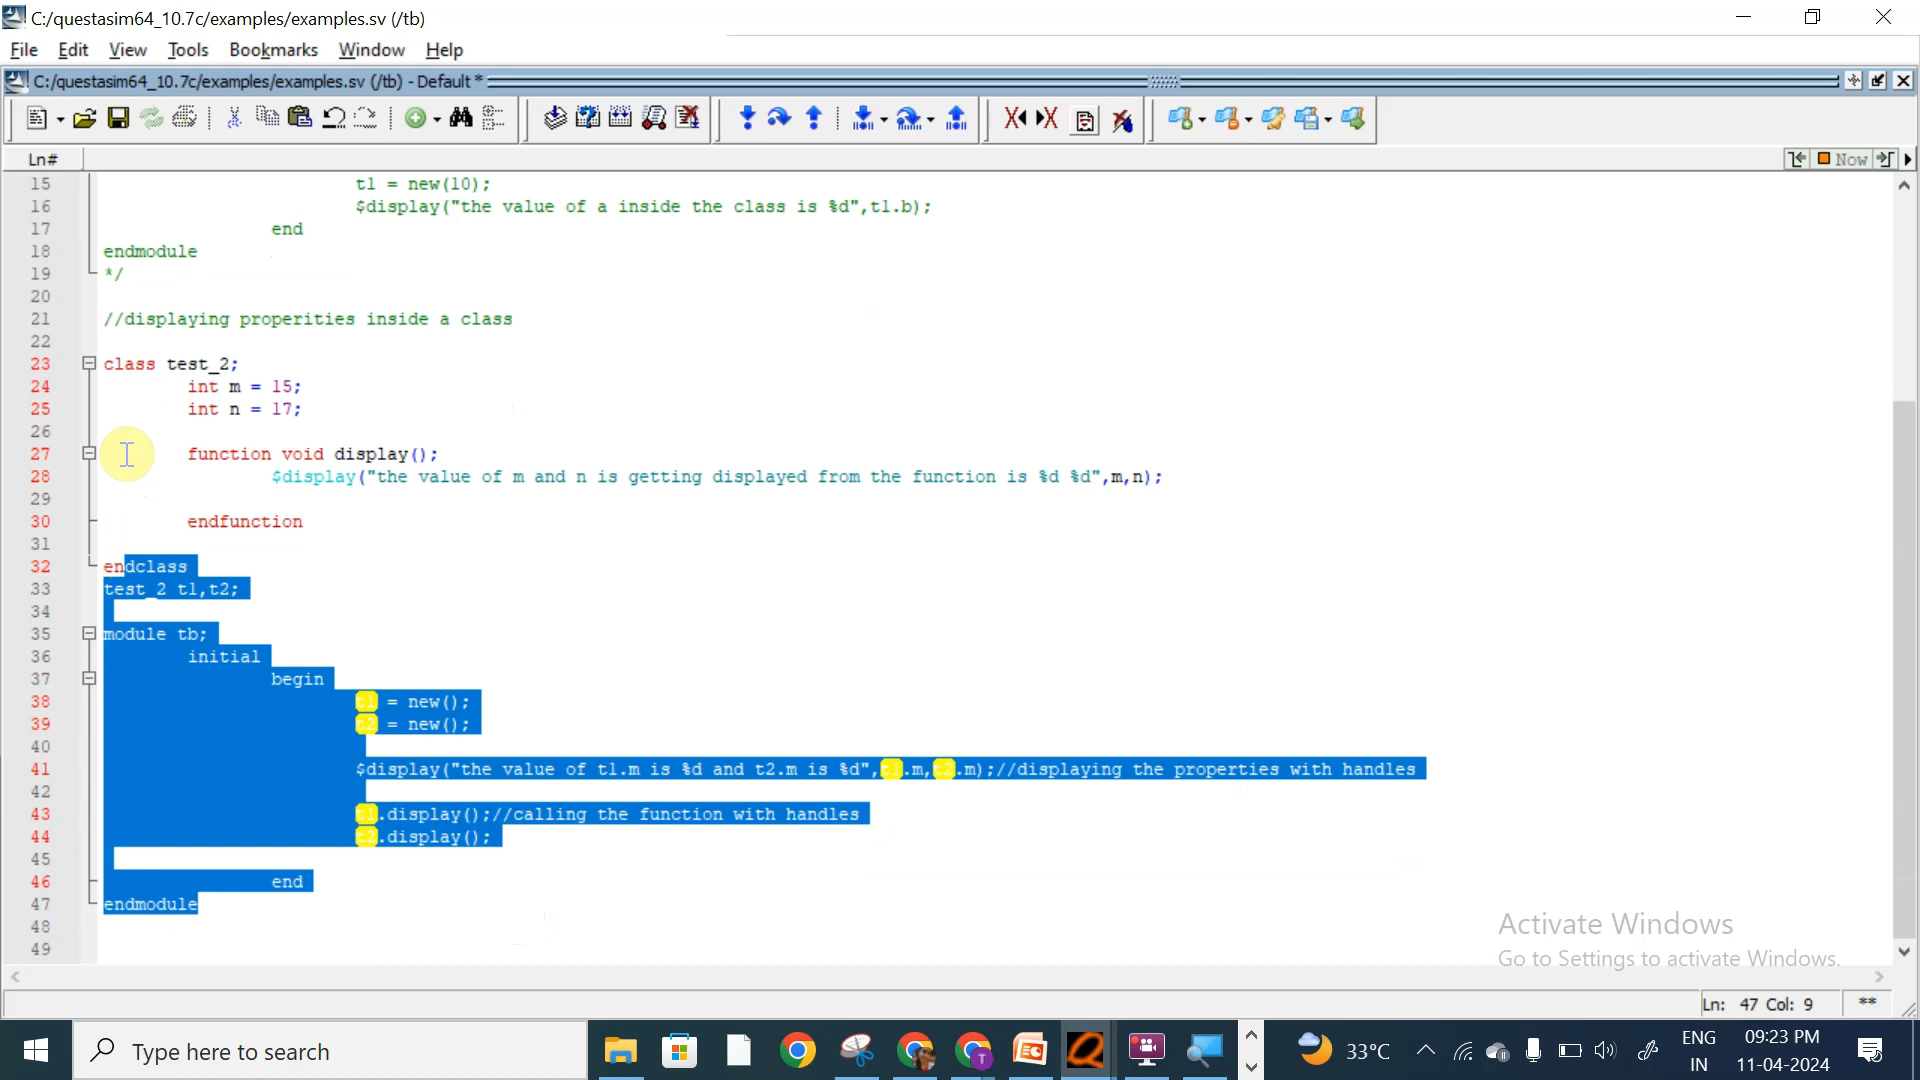 C:/questasim64_10.7c/examples/examples.sv (/tb)
File Edit View Tools Bookmarks Window Help
C:/questasim64_10.7c/examples/examples.sv (/tb) - Default *
Ln# Now
15 t1 = new(10);
16 $display("the value of a inside the class is %d",t1.b);
17 end
18 endmodule
19 */
20
21 //displaying properities inside a class
22
23 class test_2;
24 int m = 15;
25 int n = 17;
26
27 function void display();
28 $display("the value of m and n is getting displayed from the function is %d %d",m,n);
29
30 endfunction
31
32 endclass
33 test_2 t1,t2;
34
35 module tb;
36 initial
37 begin
38 t1 = new();
39 t2 = new();
40
41 $display("the value of t1.m is %d and t2.m is %d",t1.m,t2.m);//displaying the properties with handles
42
43 t1.display();//calling the function with handles
44 t2.display();
45
46 end
47 endmodule
48
49
Activate Windows
Go to Settings to activate Windows.
Ln: 47 Col: 9 **
Type here to search
33°C
ENG
IN
09:23 PM
11-04-2024